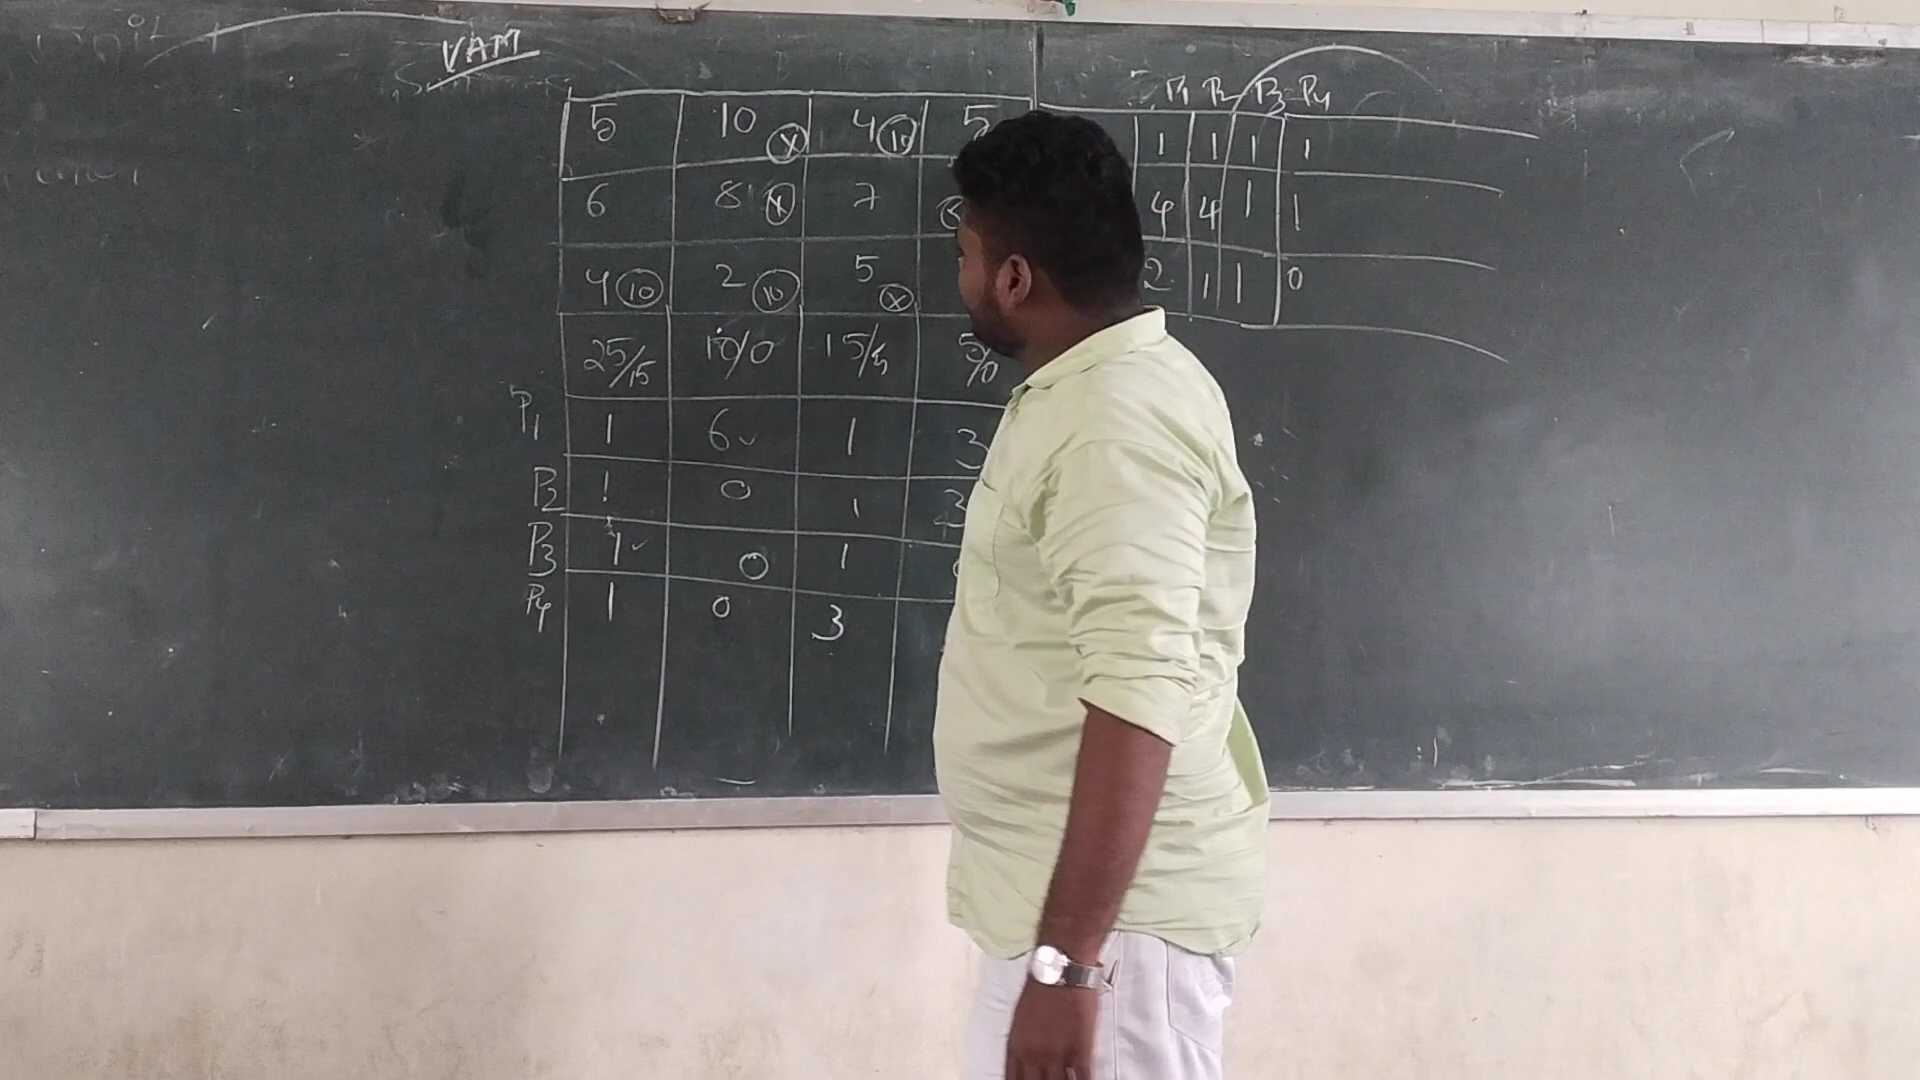 VAM
P1 P2 P3 P4
5 10 x 4 10 5 1 1 1 1
6 8 x 7 4 4 1 1
4 10 2 10 5 x 2 1 1 0
25/15 10/0 15/5 5/0
P1 1 6 1 3
P2 1 0 1 3
P3 1 0 1
P4 1 0 3